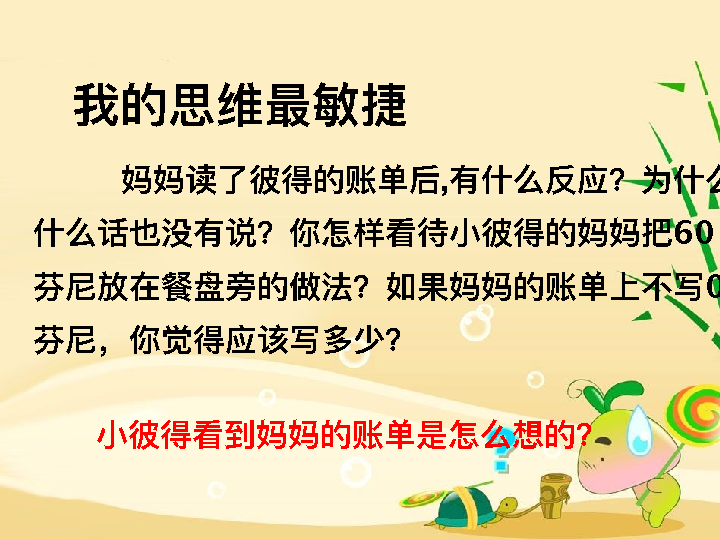 我的思维最敏捷
妈妈读了彼得的账单后,有什么反应？为什么
什么话也没有说？你怎样看待小彼得的妈妈把60
芬尼放在餐盘旁的做法？如果妈妈的账单上不写0
芬尼，你觉得应该写多少？
小彼得看到妈妈的账单是怎么想的？
?